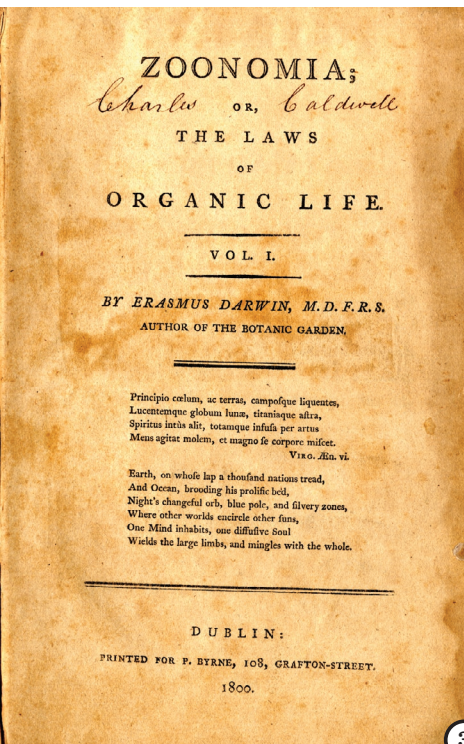 ZOONOMIA;
Charles OR, Caldwell
THE LAWS
OF
ORGANIC LIFE.
VOL. I.
BY ERASMUS DARWIN, M. D. F. R. S.
AUTHOR OF THE BOTANIC GARDEN.
Principio cœlum, ac terras, campoſque liquentes,
Lucentemque globum lunæ, titaniaque aſtra,
Spiritus intùs alit, totamque infuſa per artus
Mens agitat molem, et magno ſe corpore miſcet.
VIRG. Æn. vi.
Earth, on whoſe lap a thouſand nations tread,
And Ocean, brooding his prolific bed,
Night's changeful orb, blue pole, and ſilvery zones,
Where other worlds encircle other ſuns,
One Mind inhabits, one diffuſive Soul
Wields the large limbs, and mingles with the whole.
DUBLIN:
PRINTED FOR P. BYRNE, 108, GRAFTON-STREET.
1800.